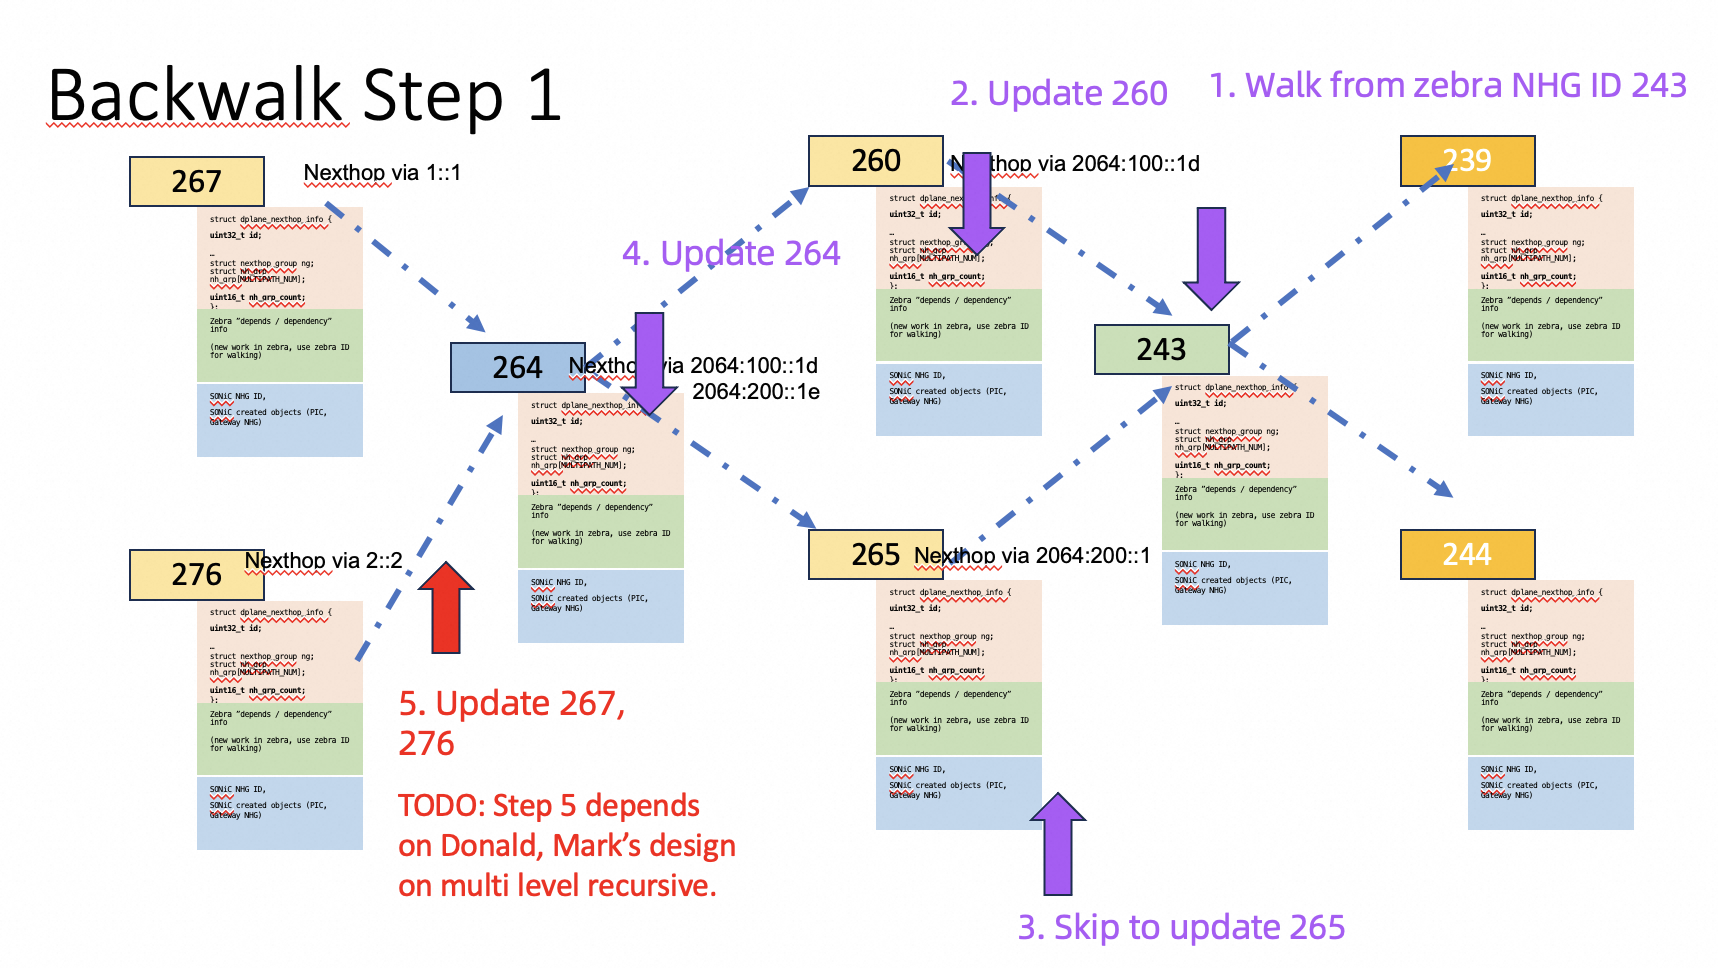 Backwalk Step 1
2. Update 260
1. Walk from zebra NHG ID 243
267
Nexthop via 1::1
struct dplane_nexthop_info {
uint32_t id;
…
struct nexthop_group ng;
struct nh_grp
nh_grp[MULTIPATH_NUM];
uint16_t nh_grp_count;
};
Zebra “depends / dependency”
info
(new work in zebra, use zebra ID
for walking)
SONiC NHG ID,
SONiC created objects (PIC,
Gateway NHG)
4. Update 264
264
Nexthop via 2064:100::1d
2064:200::1e
struct dplane_nexthop_info
uint32_t id;
…
struct nexthop_group ng;
struct nh_grp
nh_grp[MULTIPATH_NUM];
uint16_t nh_grp_count;
};
Zebra “depends / dependency”
info
(new work in zebra, use zebra ID
for walking)
SONiC NHG ID,
SONiC created objects (PIC,
Gateway NHG)
260
Nexthop via 2064:100::1d
struct dplane_nexthop_info {
uint32_t id;
…
struct nexthop_group ng;
struct nh_grp
nh_grp[MULTIPATH_NUM];
uint16_t nh_grp_count;
};
Zebra “depends / dependency”
info
(new work in zebra, use zebra ID
for walking)
SONiC NHG ID,
SONiC created objects (PIC,
Gateway NHG)
243
struct dplane_nexthop_info {
uint32_t id;
…
struct nexthop_group ng;
struct nh_grp
nh_grp[MULTIPATH_NUM];
uint16_t nh_grp_count;
};
Zebra “depends / dependency”
info
(new work in zebra, use zebra ID
for walking)
SONiC NHG ID,
SONiC created objects (PIC,
Gateway NHG)
239
struct dplane_nexthop_info {
uint32_t id;
…
struct nexthop_group ng;
struct nh_grp
nh_grp[MULTIPATH_NUM];
uint16_t nh_grp_count;
};
Zebra “depends / dependency”
info
(new work in zebra, use zebra ID
for walking)
SONiC NHG ID,
SONiC created objects (PIC,
Gateway NHG)
276
Nexthop via 2::2
struct dplane_nexthop_info {
uint32_t id;
…
struct nexthop_group ng;
struct nh_grp
nh_grp[MULTIPATH_NUM];
uint16_t nh_grp_count;
};
Zebra “depends / dependency”
info
(new work in zebra, use zebra ID
for walking)
SONiC NHG ID,
SONiC created objects (PIC,
Gateway NHG)
5. Update 267,
276
TODO: Step 5 depends
on Donald, Mark’s design
on multi level recursive.
265
Nexthop via 2064:200::1
struct dplane_nexthop_info {
uint32_t id;
…
struct nexthop_group ng;
struct nh_grp
nh_grp[MULTIPATH_NUM];
uint16_t nh_grp_count;
};
Zebra “depends / dependency”
info
(new work in zebra, use zebra ID
for walking)
SONiC NHG ID,
SONiC created objects (PIC,
Gateway NHG)
3. Skip to update 265
244
struct dplane_nexthop_info {
uint32_t id;
…
struct nexthop_group ng;
struct nh_grp
nh_grp[MULTIPATH_NUM];
uint16_t nh_grp_count;
};
Zebra “depends / dependency”
info
(new work in zebra, use zebra ID
for walking)
SONiC NHG ID,
SONiC created objects (PIC,
Gateway NHG)